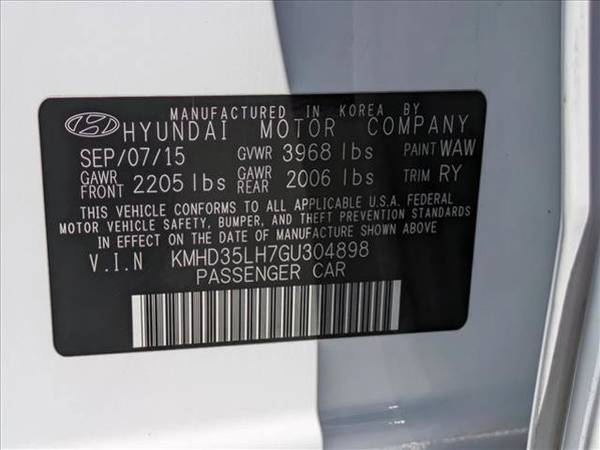 MANUFACTURED IN KOREA BY
HYUNDAI MOTOR COMPANY
SEP/07/15 GVWR 3968 lbs PAINT WAW
GAWR FRONT 2205 lbs GAWR REAR 2006 lbs TRIM RY
THIS VEHICLE CONFORMS TO ALL APPLICABLE U.S.A. FEDERAL
MOTOR VEHICLE SAFETY, BUMPER, AND THEFT PREVENTION STANDARDS
IN EFFECT ON THE DATE OF MANUFACTURE SHOWN ABOVE
V.I.N KMHD35LH7GU304898
PASSENGER CAR